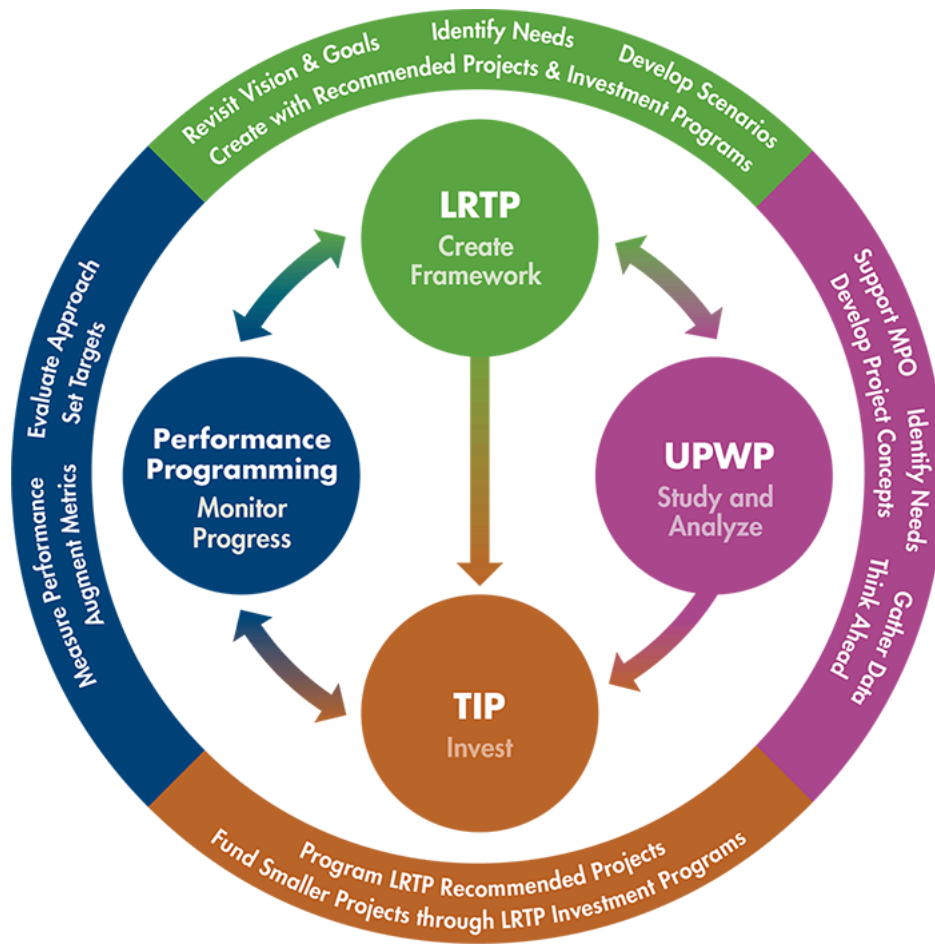 Revisit Vision & Goals
Identify Needs
Develop Scenarios
Create with Recommended Projects & Investment Programs
LRTP
Create
Framework
Evaluate Approach
Set Targets
Measure Performance
Augment Metrics
Performance
Programming
Monitor
Progress
UPWP
Study and
Analyze
Support MPO
Develop Project Concepts
Identify Needs
Gather Data
Think Ahead
TIP
Invest
Program LRTP Recommended Projects
Fund Smaller Projects through LRTP Investment Programs